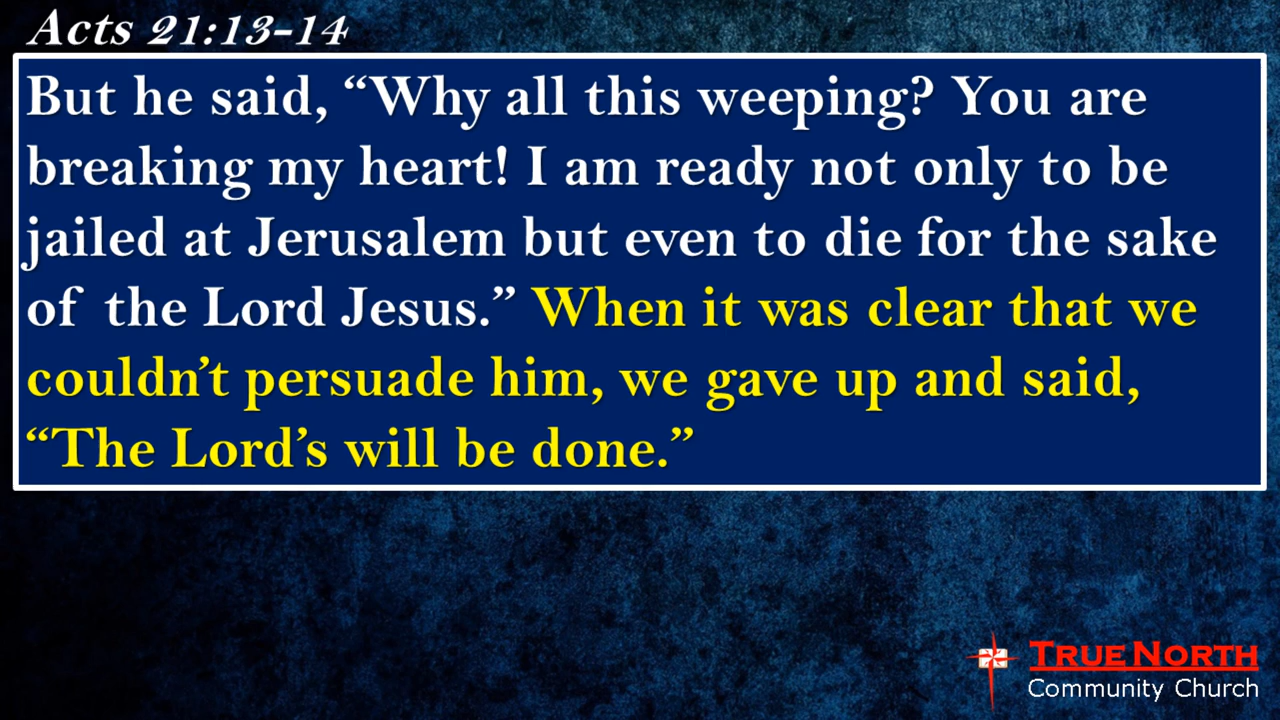 Acts 21:13-14
But he said, “Why all this weeping? You are
breaking my heart! I am ready not only to be
jailed at Jerusalem but even to die for the sake
of the Lord Jesus.” When it was clear that we
couldn’t persuade him, we gave up and said,
“The Lord’s will be done.”
TRUE NORTH
Community Church